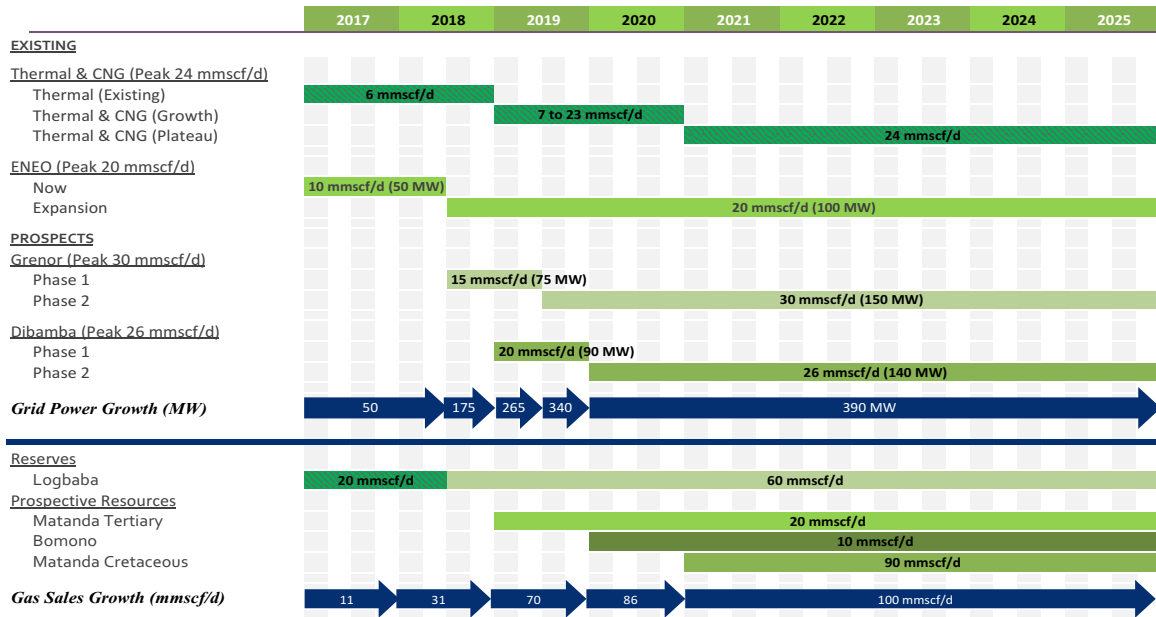 2017 2018 2019 2020 2021 2022 2023 2024 2025
EXISTING
Thermal & CNG (Peak 24 mmscf/d)
Thermal (Existing) 6 mmscf/d
Thermal & CNG (Growth) 7 to 23 mmscf/d
Thermal & CNG (Plateau) 24 mmscf/d
ENEO (Peak 20 mmscf/d)
Now 10 mmscf/d (50 MW)
Expansion 20 mmscf/d (100 MW)
PROSPECTS
Grenor (Peak 30 mmscf/d)
Phase 1 15 mmscf/d (75 MW)
Phase 2 30 mmscf/d (150 MW)
Dibamba (Peak 26 mmscf/d)
Phase 1 20 mmscf/d (90 MW)
Phase 2 26 mmscf/d (140 MW)
Grid Power Growth (MW) 50 175 265 340 390 MW
Reserves
Logbaba 20 mmscf/d 60 mmscf/d
Prospective Resources
Matanda Tertiary 20 mmscf/d
Bomono 10 mmscf/d
Matanda Cretaceous 90 mmscf/d
Gas Sales Growth (mmscf/d) 11 31 70 86 100 mmscf/d